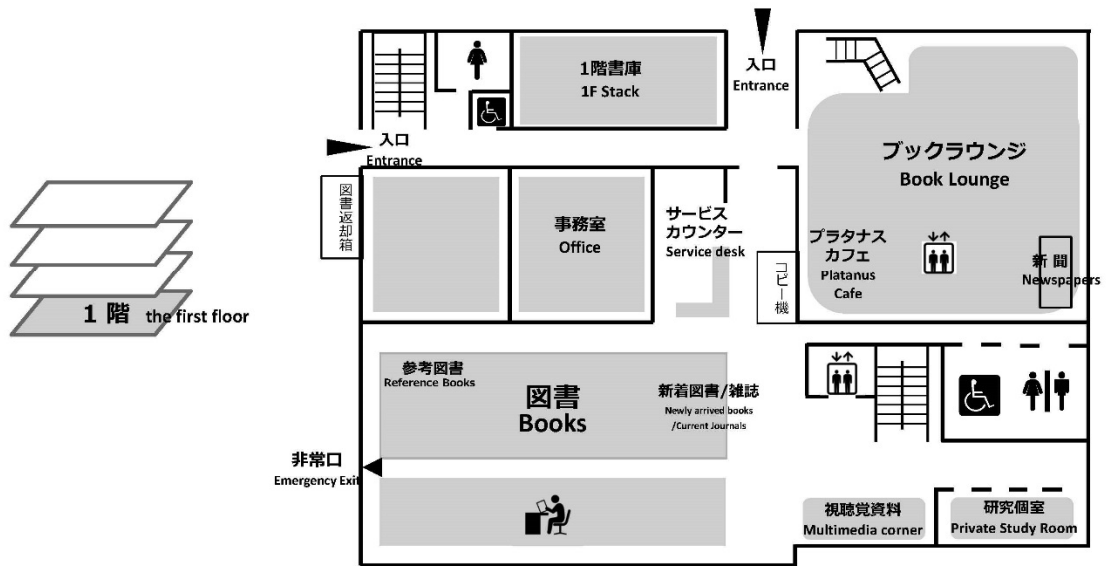 入口
Entrance
1階書庫
1F Stack
入口
Entrance
図書返却箱
事務室
Office
サービス
カウンター
Service desk
コピー機
ブックラウンジ
Book Lounge
プラタナス
カフェ
Platanus
Cafe
新聞
Newspapers
1階 the first floor
参考図書
Reference Books
図書
Books
新着図書/雑誌
Newly arrived books
/Current Journals
非常口
Emergency Exit
視聴覚資料
Multimedia corner
研究個室
Private Study Room